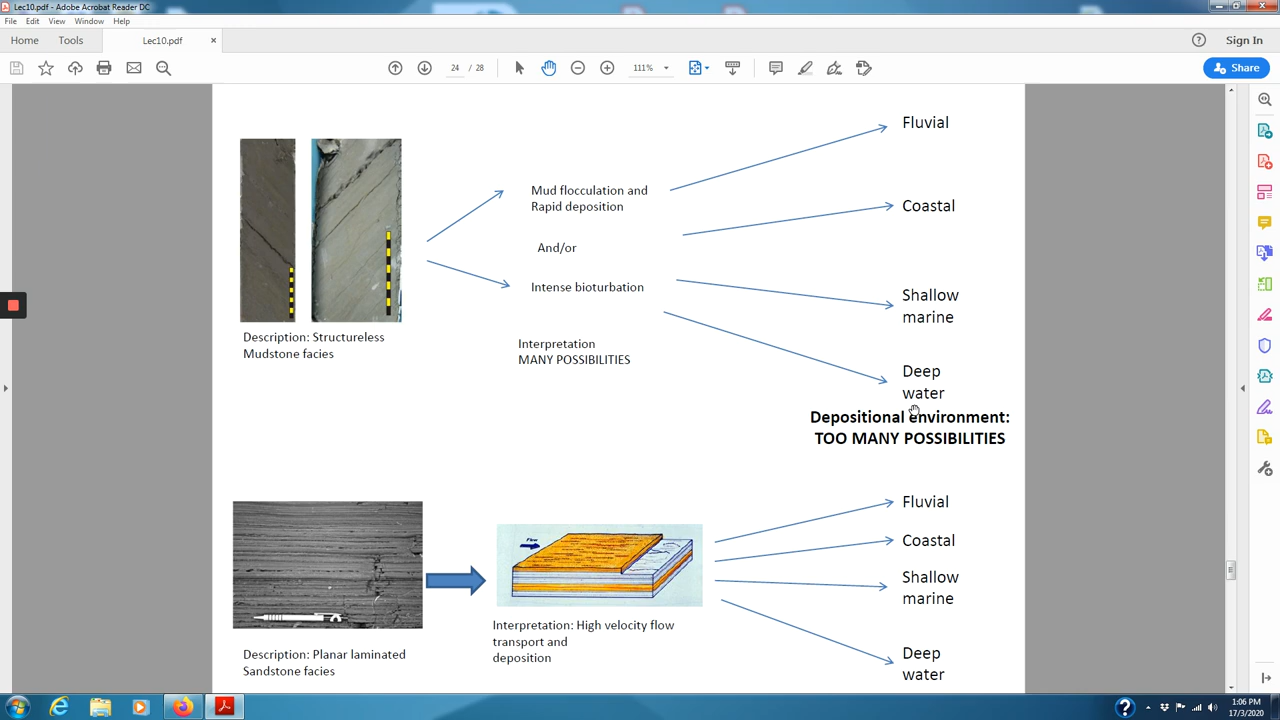 Lec10.pdf - Adobe Acrobat Reader DC
File Edit View Window Help
Home Tools Lec10.pdf × Sign In
24 / 28 111% Share
Fluvial
Mud flocculation and
Rapid deposition
Coastal
And/or
Intense bioturbation
Shallow
marine
Description: Structureless
Mudstone facies
Interpretation
MANY POSSIBILITIES
Deep
water
Depositional environment:
TOO MANY POSSIBILITIES
Fluvial
Flow
Coastal
Shallow
marine
Interpretation: High velocity flow
transport and
deposition
Description: Planar laminated
Sandstone facies
Deep
water
1:06 PM
17/3/2020